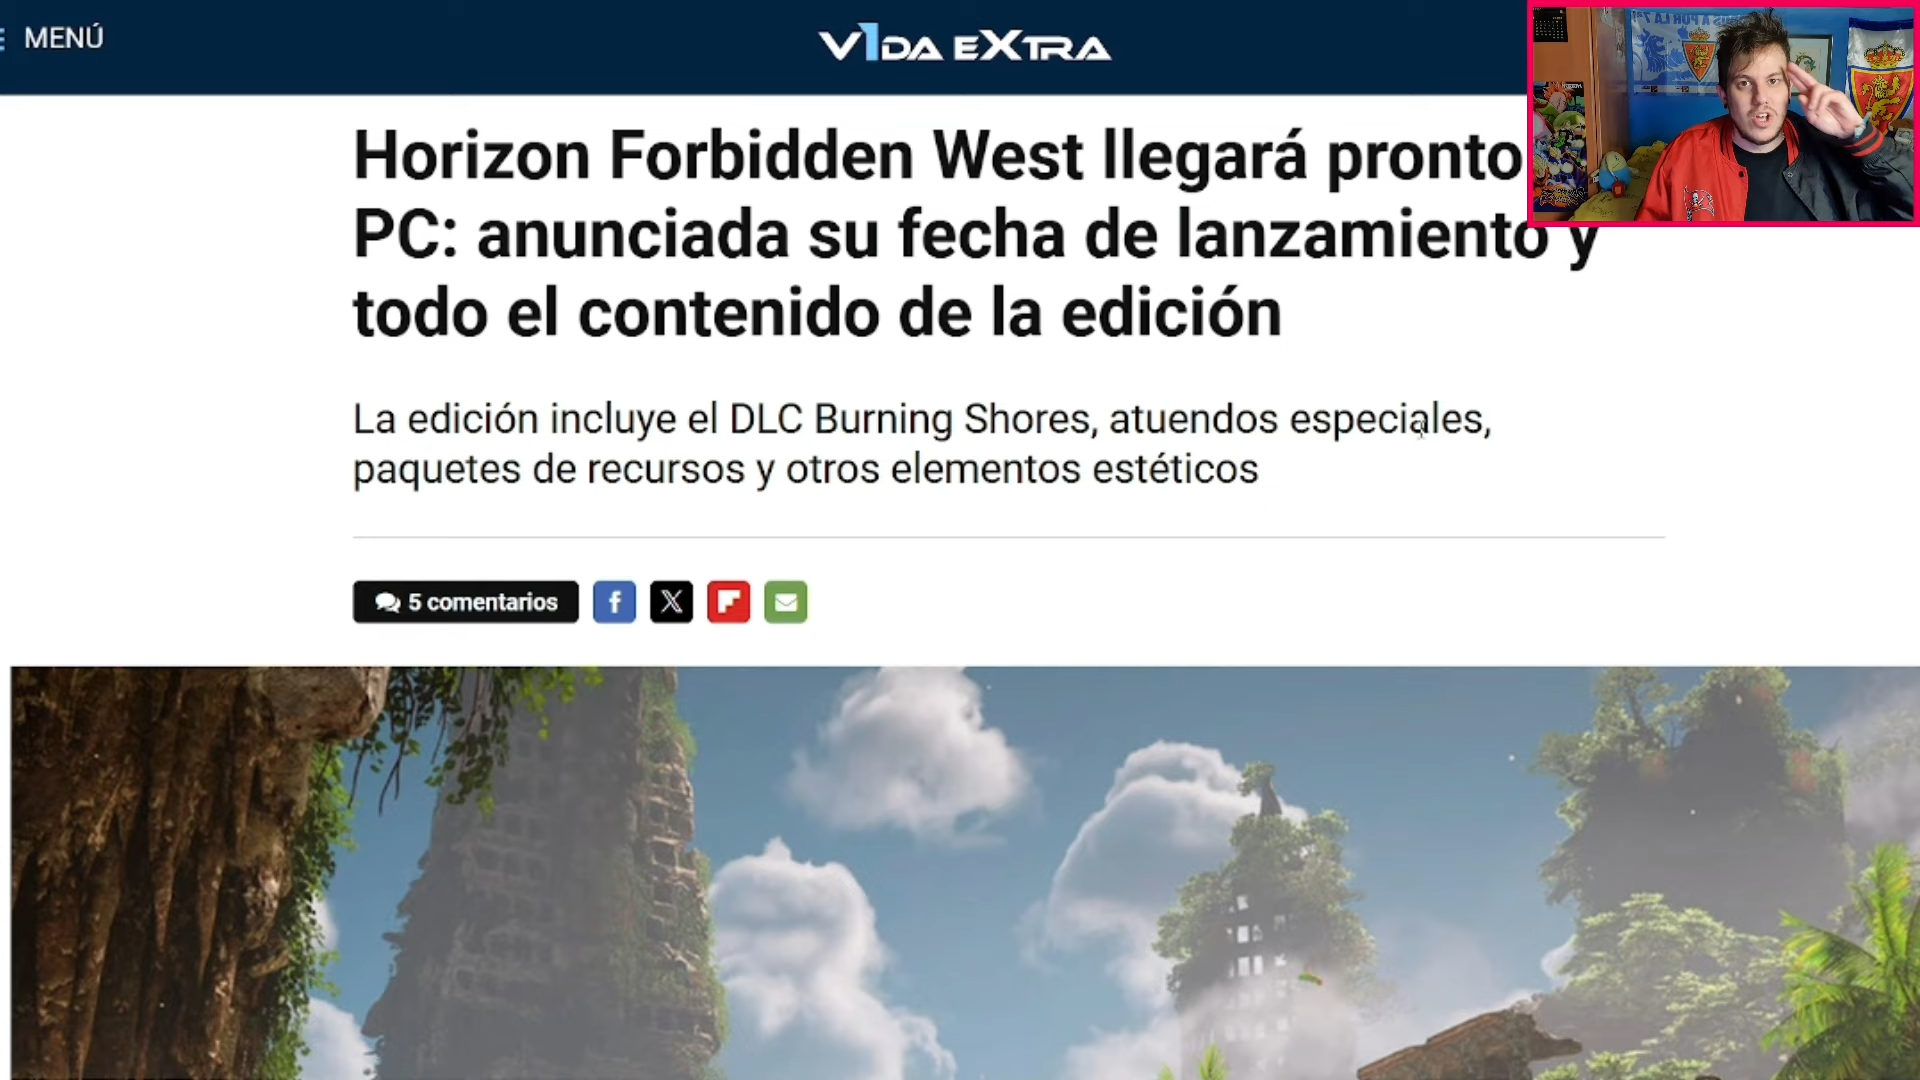 MENÚ
V1DA EXTRA
Horizon Forbidden West llegará pronto
PC: anunciada su fecha de lanzamiento y
todo el contenido de la edición
La edición incluye el DLC Burning Shores, atuendos especiales,
paquetes de recursos y otros elementos estéticos
5 comentarios